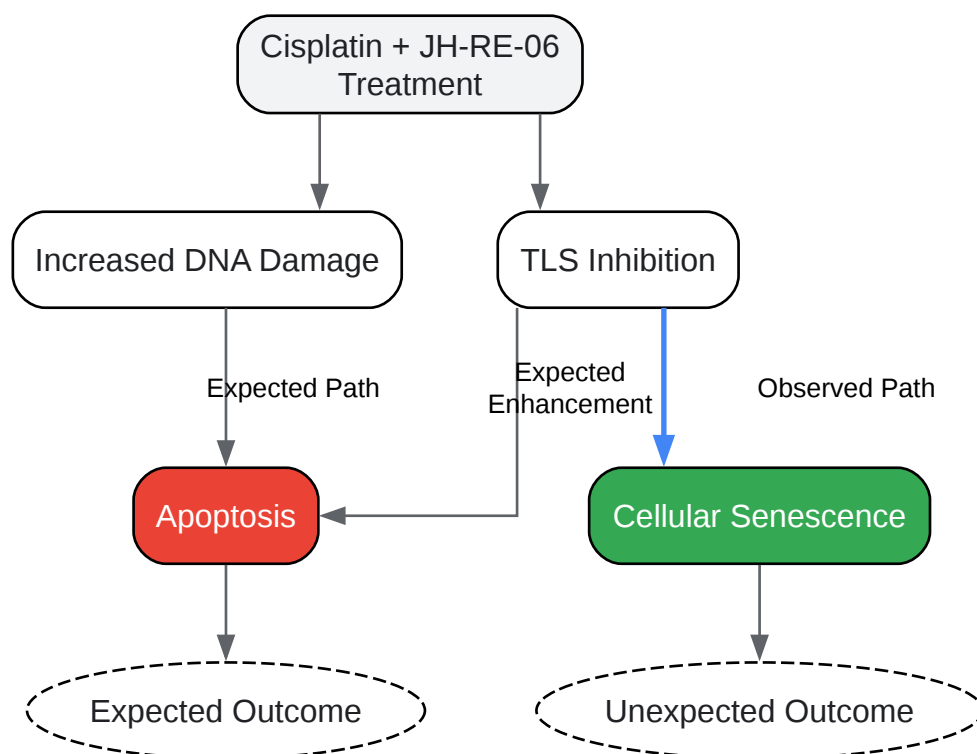 Cisplatin + JH-RE-06
Treatment
Increased DNA Damage
TLS Inhibition
Expected Path
Expected
Enhancement
Observed Path
Apoptosis
Cellular Senescence
Expected Outcome
Unexpected Outcome